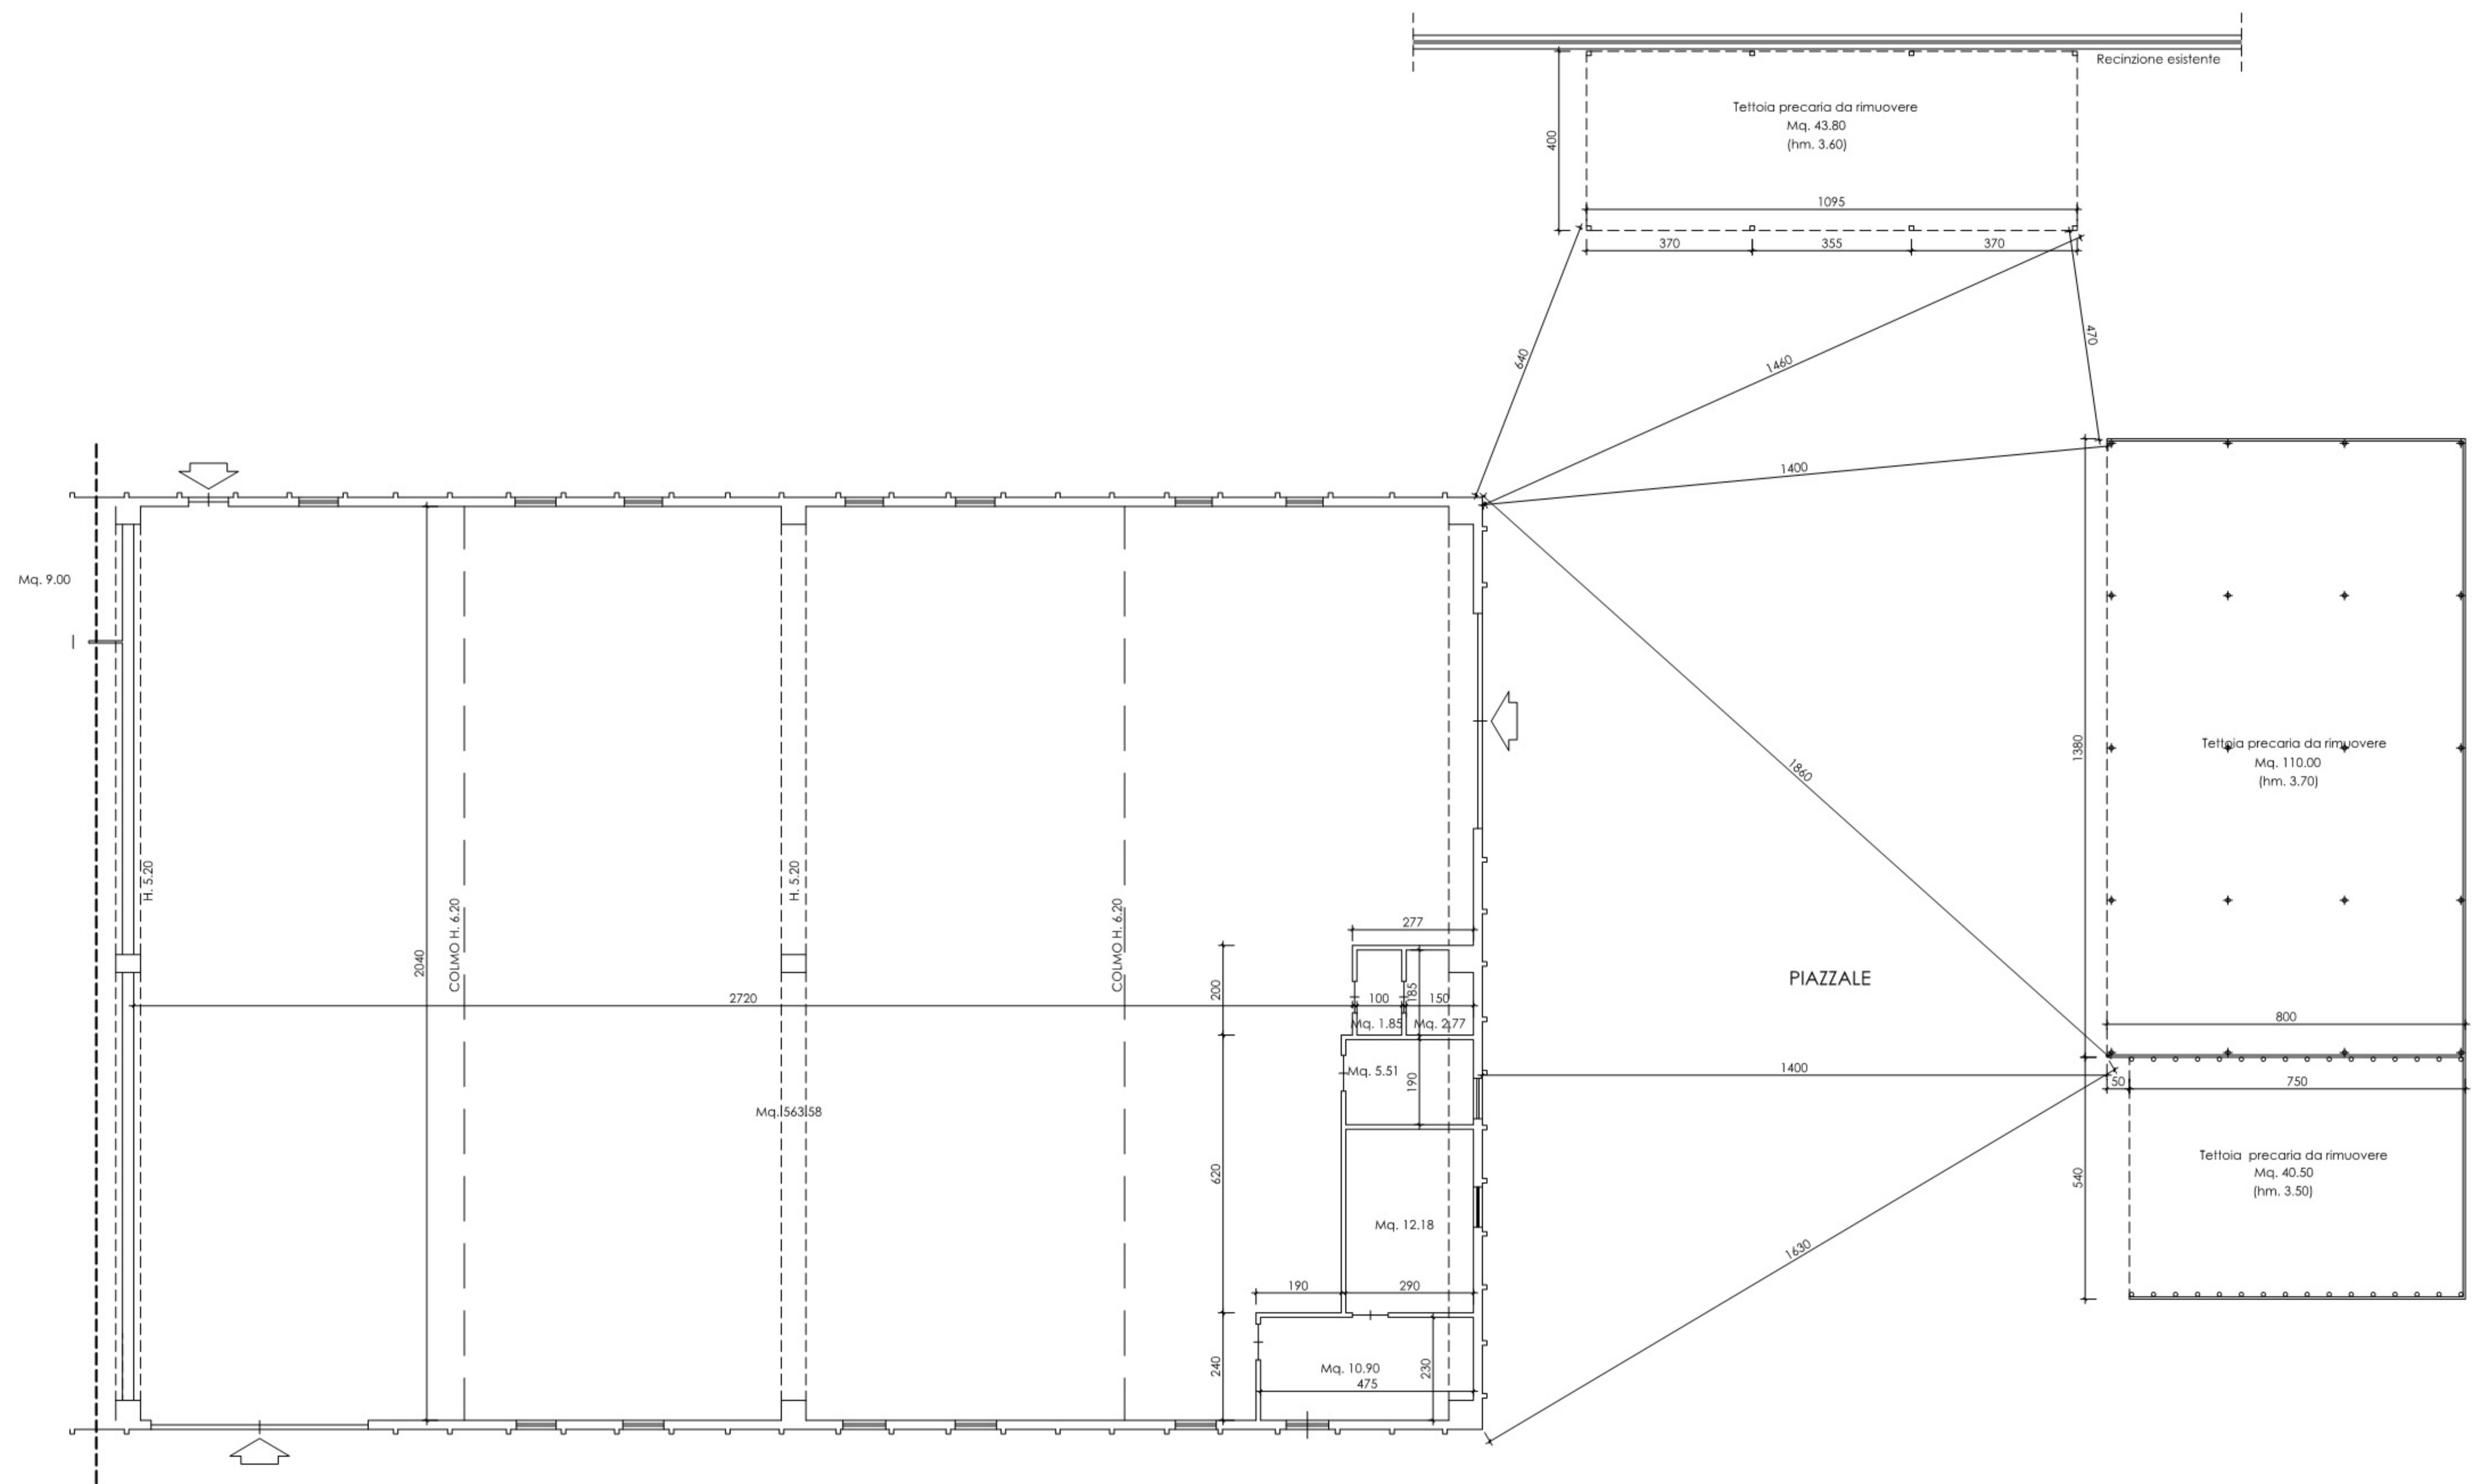 Recinzione esistente
Tettoia precaria da rimuovere
Mq. 43.80
(hm. 3.60)
400
1095
370
355
370
640
1460
470
1400
Mq. 9.00
H. 5.20
COLMO H. 6.20
2040
H. 5.20
COLMO H. 6.20
2720
Mq. 563.58
277
200
100
185
150
Mq. 1.85
Mq. 2.77
Mq. 5.51
190
620
Mq. 12.18
190
290
240
Mq. 10.90
475
230
1860
PIAZZALE
1400
1630
1380
Tettoia precaria da rimuovere
Mq. 110.00
(hm. 3.70)
800
50
750
540
Tettoia precaria da rimuovere
Mq. 40.50
(hm. 3.50)